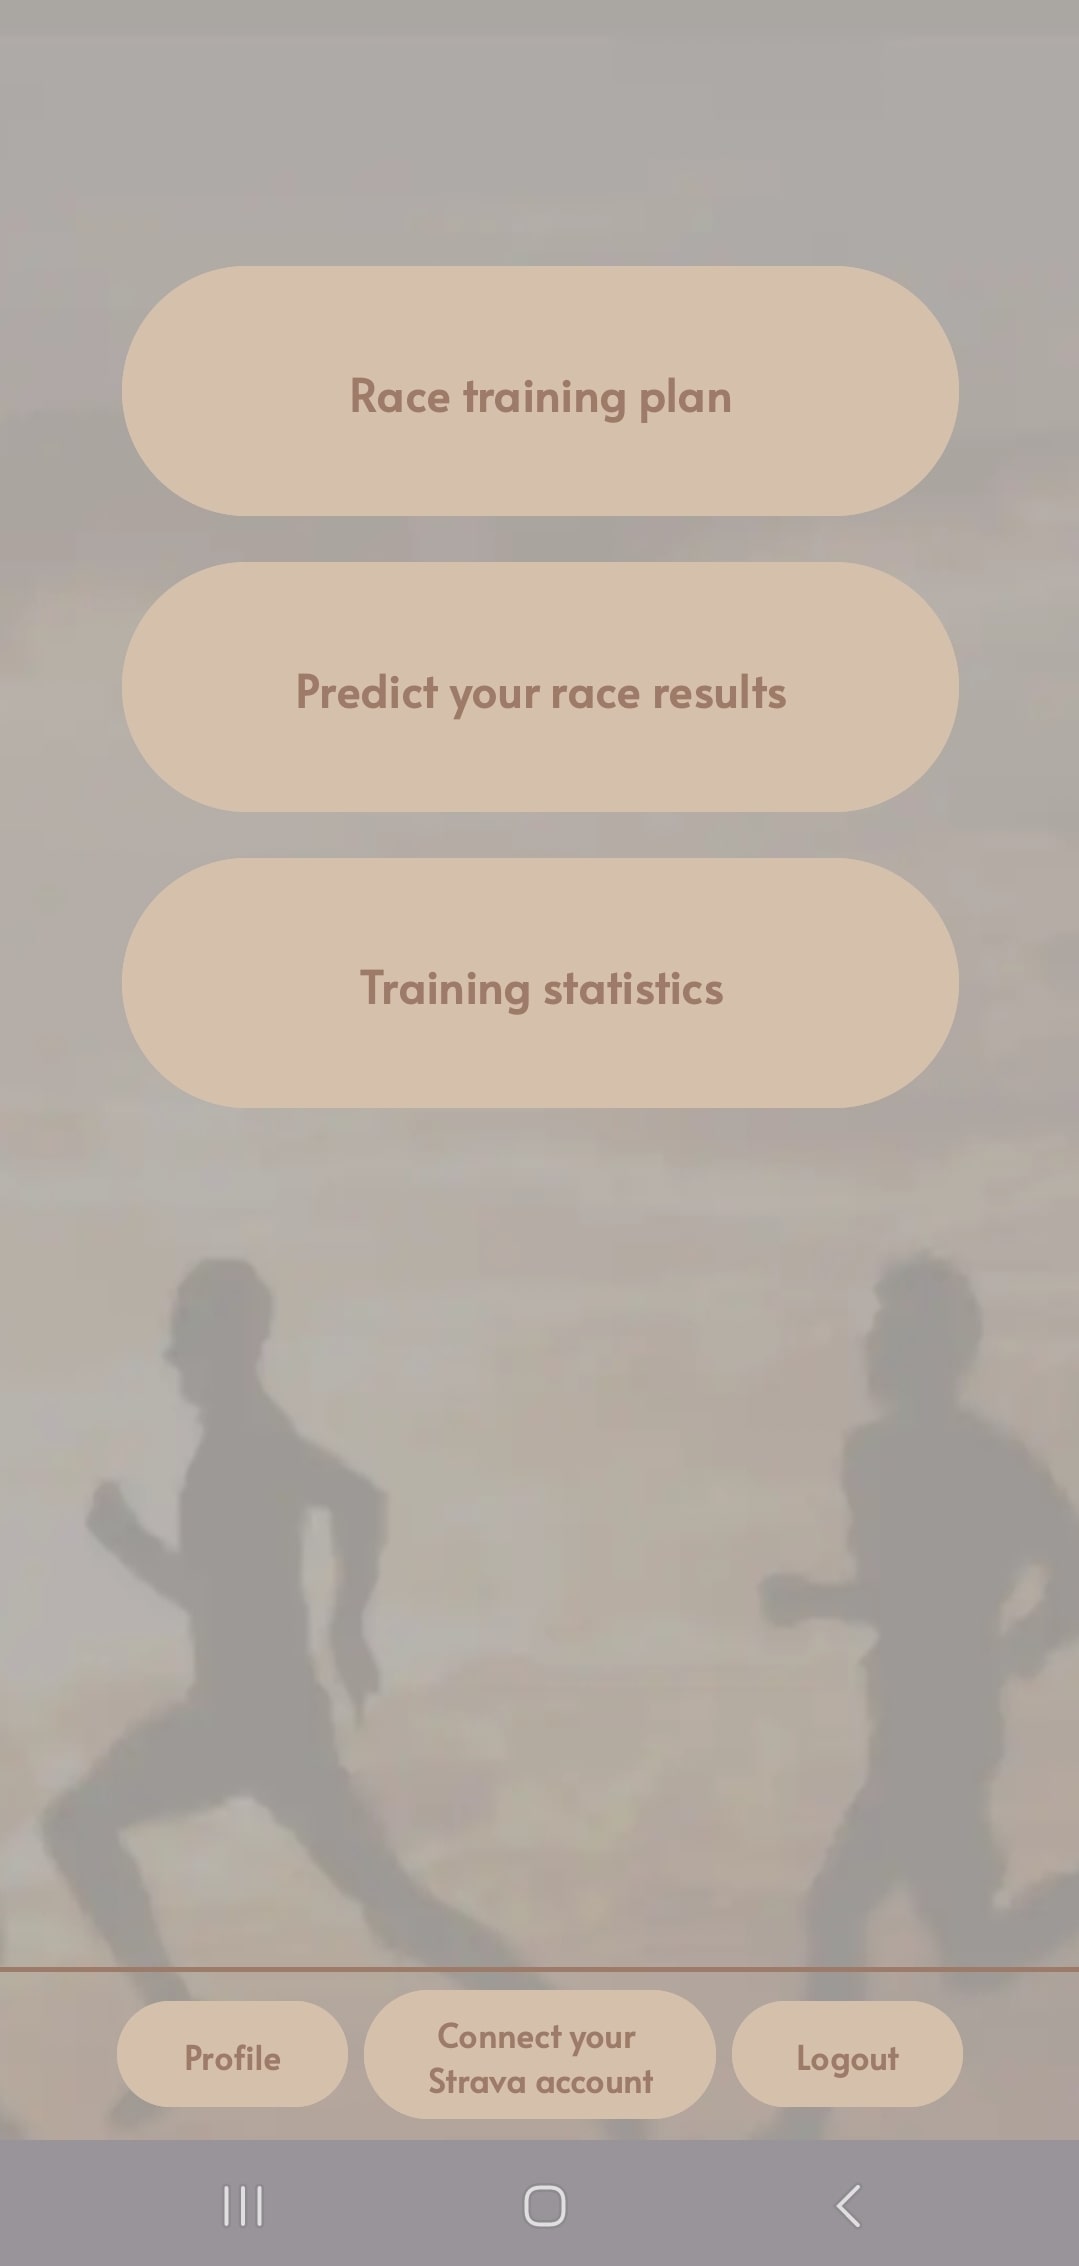 Race training plan
Predict your race results
Training statistics
Profile
Connect your
Strava account
Logout